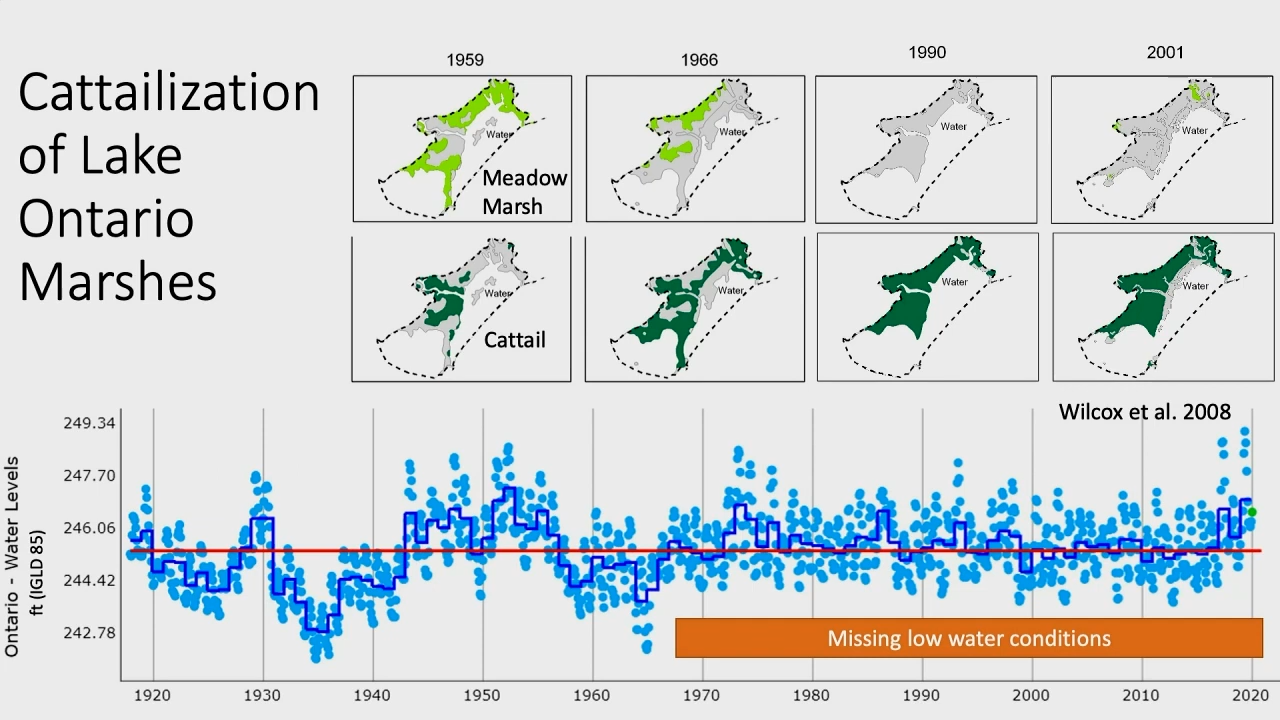 Cattailization
of Lake
Ontario
Marshes
1959
1966
1990
2001
Water
Water
Water
Water
Meadow
Marsh
Water
Water
Water
Water
Cattail
Wilcox et al. 2008
Ontario - Water Levels
ft (IGLD 85)
249.34
247.70
246.06
244.42
242.78
Missing low water conditions
1920
1930
1940
1950
1960
1970
1980
1990
2000
2010
2020